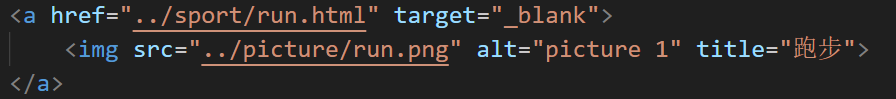 <a href="../sport/run.html" target="_blank">
<img src="../picture/run.png" alt="picture 1" title="跑步">
</a>